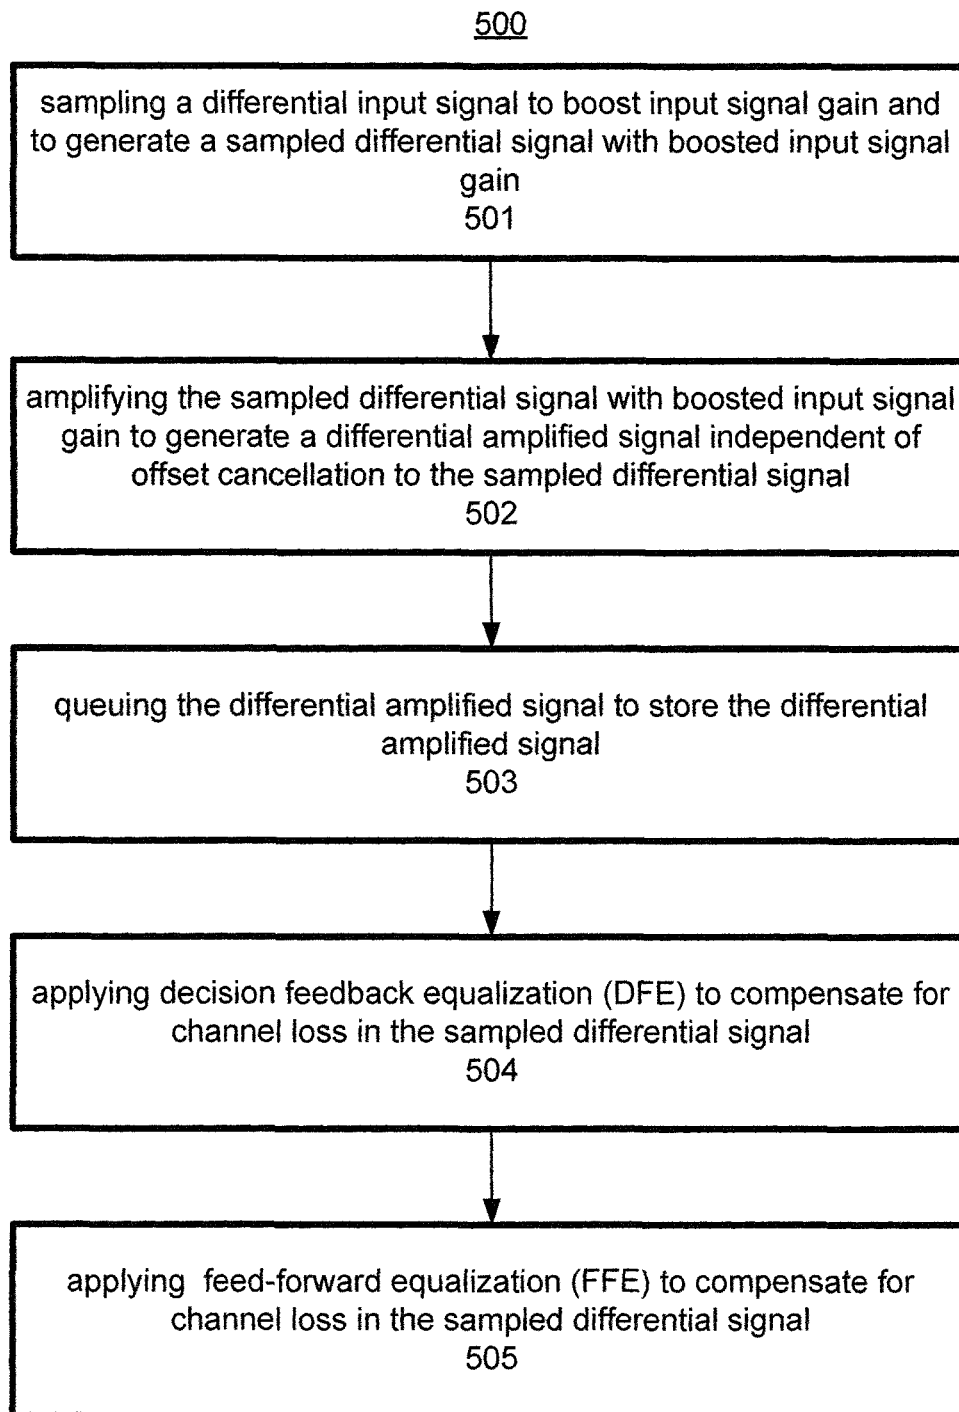 500
sampling a differential input signal to boost input signal gain and
to generate a sampled differential signal with boosted input signal
gain
501
amplifying the sampled differential signal with boosted input signal
gain to generate a differential amplified signal independent of
offset cancellation to the sampled differential signal
502
queuing the differential amplified signal to store the differential
amplified signal
503
applying decision feedback equalization (DFE) to compensate for
channel loss in the sampled differential signal
504
applying feed-forward equalization (FFE) to compensate for
channel loss in the sampled differential signal
505